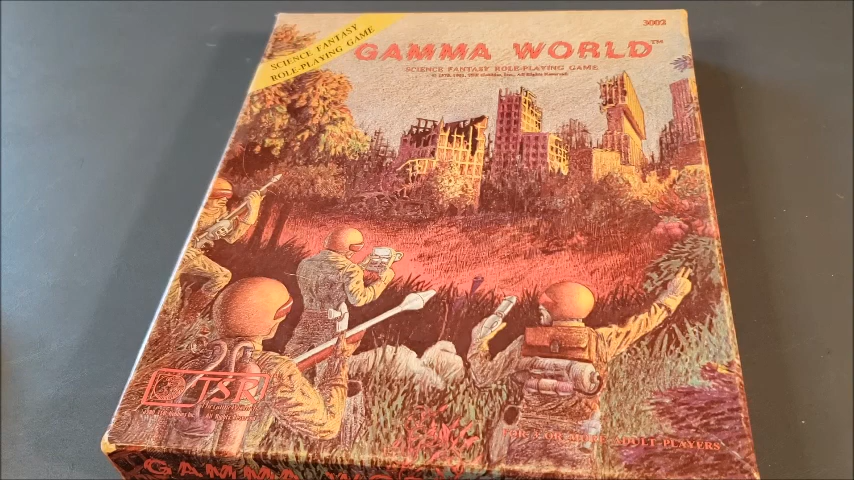 SCIENCE FANTASY
ROLE-PLAYING GAME
3002
GAMMA WORLD™
SCIENCE FANTASY ROLE-PLAYING GAME
TSR
FOR 3 OR MORE ADULT PLAYERS
GAMMA WO